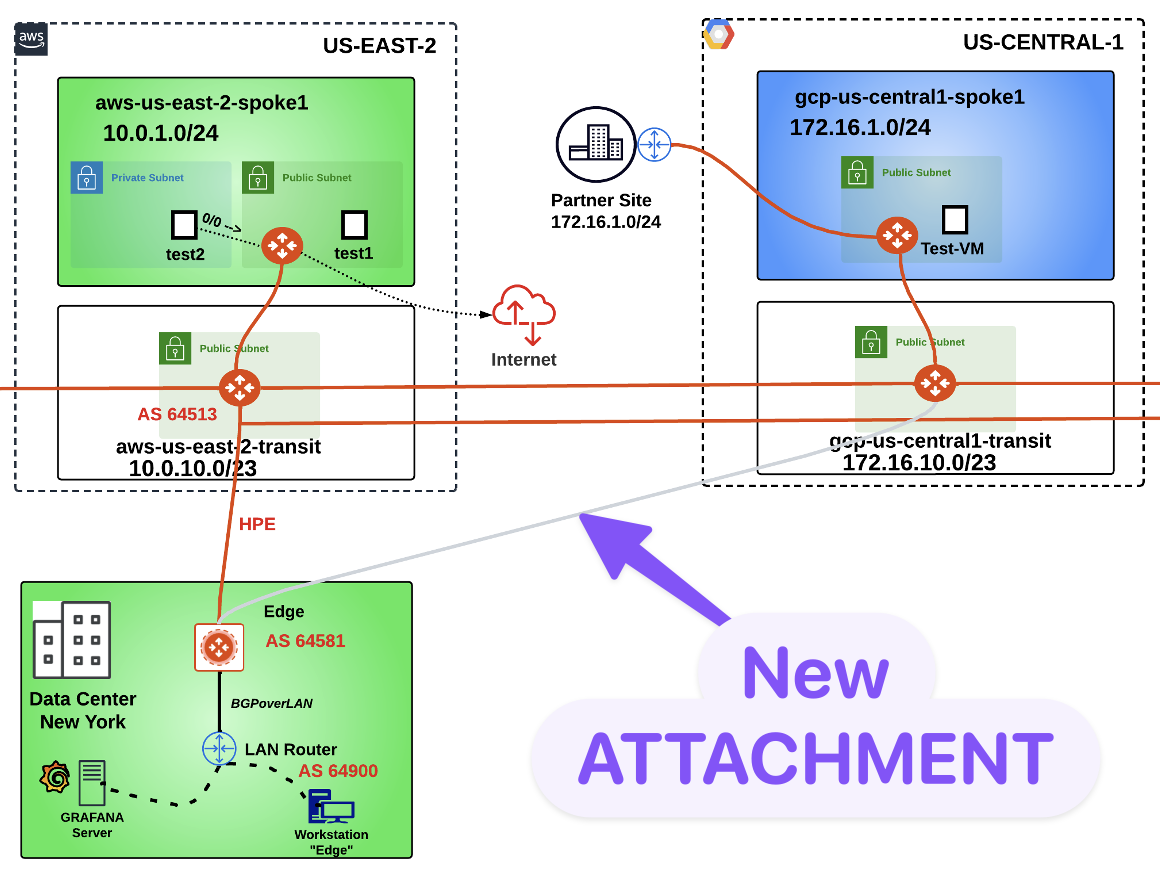 aws
US-EAST-2
aws-us-east-2-spoke1
10.0.1.0/24
Private Subnet
Public Subnet
0/0
test2
test1
Internet
Public Subnet
AS 64513
aws-us-east-2-transit
10.0.10.0/23
HPE
Partner Site
172.16.1.0/24
US-CENTRAL-1
gcp-us-central1-spoke1
172.16.1.0/24
Public Subnet
Test-VM
Public Subnet
gcp-us-central1-transit
172.16.10.0/23
Edge
AS 64581
Data Center
New York
BGPoverLAN
LAN Router
AS 64900
GRAFANA
Server
Workstation
"Edge"
New
ATTACHMENT